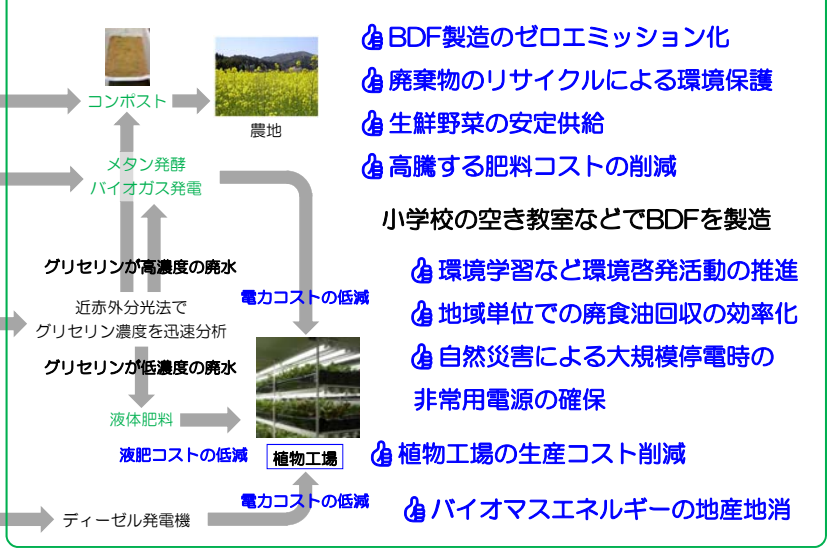 BDF製造のゼロエミッション化
廃棄物のリサイクルによる環境保護
生鮮野菜の安定供給
高騰する肥料コストの削減
コンポスト
農地
メタン発酵
バイオガス発電
小学校の空き教室などでBDFを製造
環境学習など環境啓発活動の推進
地域単位での廃食油回収の効率化
自然災害による大規模停電時の
非常用電源の確保
グリセリンが高濃度の廃水
電力コストの低減
近赤外分光法で
グリセリン濃度を迅速分析
グリセリンが低濃度の廃水
液体肥料
液肥コストの低減
植物工場
植物工場の生産コスト削減
電力コストの低減
ディーゼル発電機
バイオマスエネルギーの地産地消